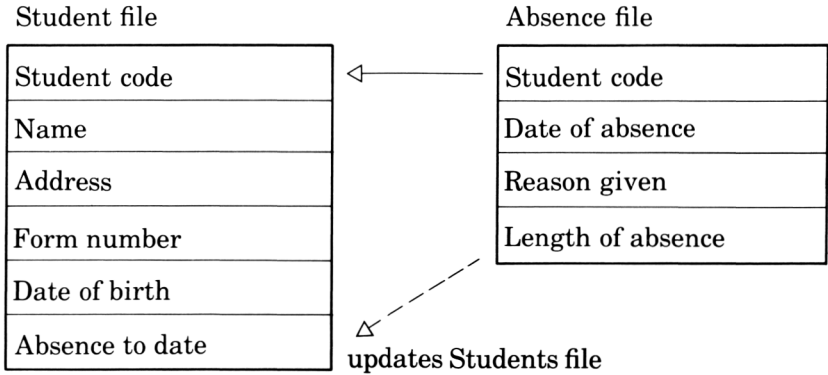 Student file
Student code
Name
Address
Form number
Date of birth
Absence to date
Absence file
Student code
Date of absence
Reason given
Length of absence
updates Students file